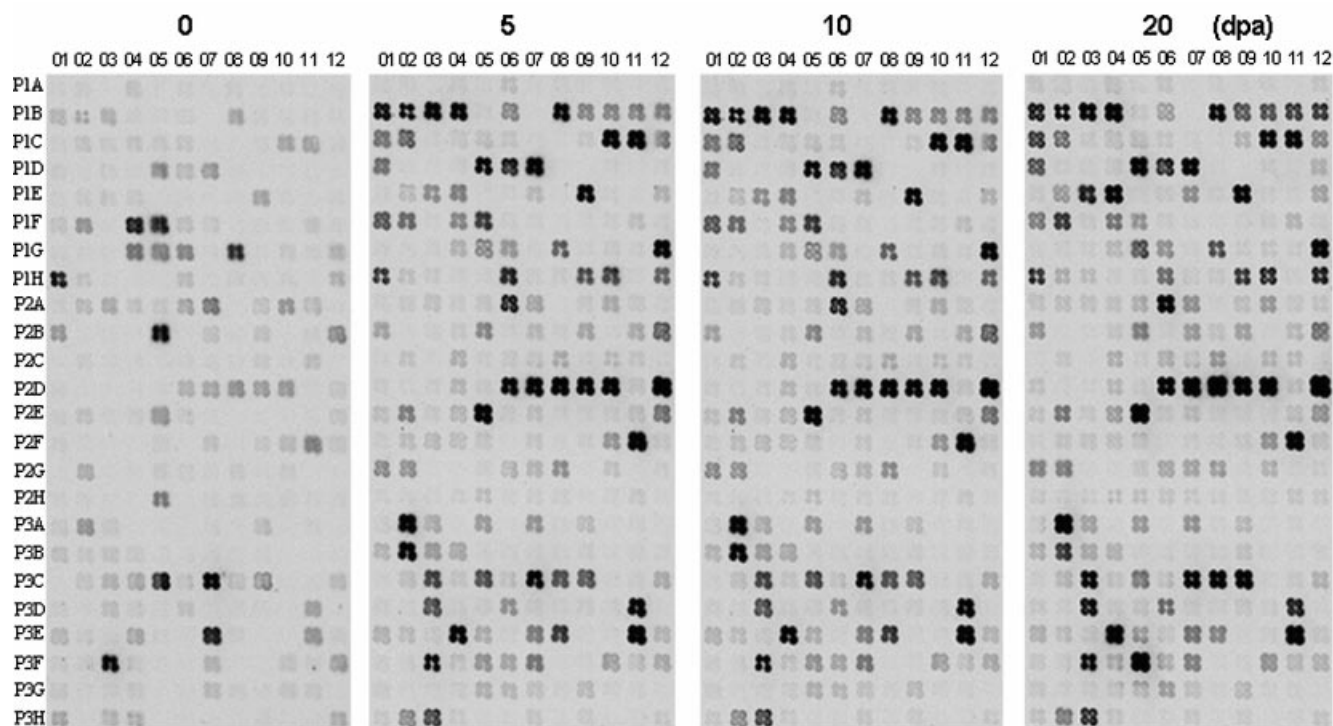 0 5 10 20 (dpa)
01 02 03 04 05 06 07 08 09 10 11 12 01 02 03 04 05 06 07 08 09 10 11 12 01 02 03 04 05 06 07 08 09 10 11 12 01 02 03 04 05 06 07 08 09 10 11 12
P1A
P1B
P1C
P1D
P1E
P1F
P1G
P1H
P2A
P2B
P2C
P2D
P2E
P2F
P2G
P2H
P3A
P3B
P3C
P3D
P3E
P3F
P3G
P3H